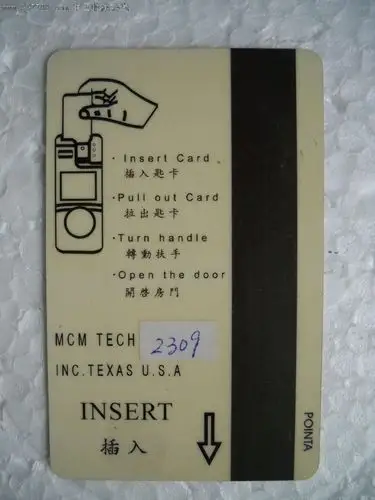 · Insert Card
插入匙卡
· Pull out Card
拉出匙卡
· Turn handle
轉動扶手
· Open the door
開啓房門
MCM TECH 2309
INC.TEXAS U.S.A
INSERT
插入
POINTA